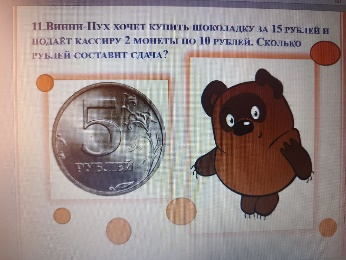 11.Винни-Пух хочет купить шоколадку за 15 рублей и
подаёт кассиру 2 монеты по 10 рублей. Сколько
рублей составит сдача?
5
РУБЛЕЙ